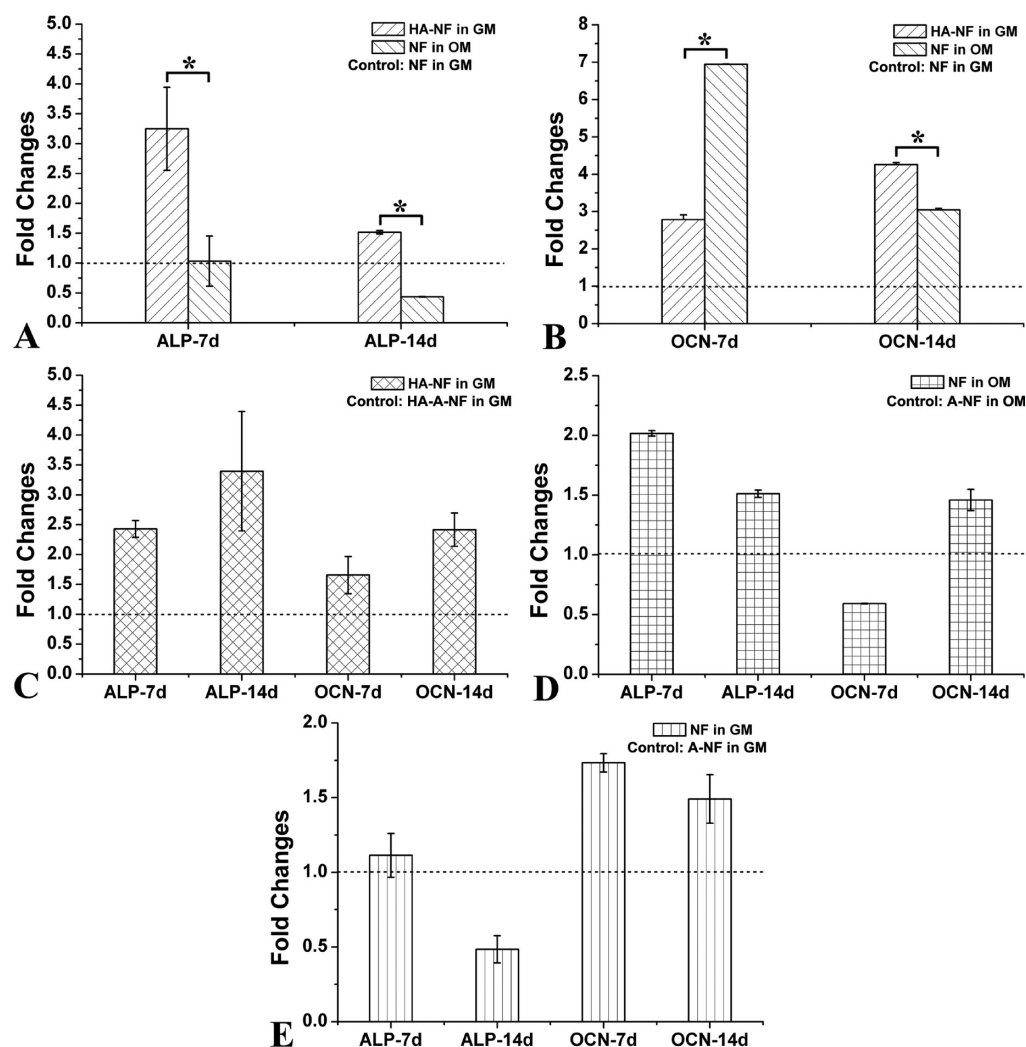 5.0
4.5
4.0
3.5
3.0
2.5
2.0
1.5
1.0
0.5
0.0
Fold Changes
HA-NF in GM
NF in OM
Control: NF in GM
*
*
ALP-7d ALP-14d
A
8
7
6
5
4
3
2
1
0
Fold Changes
HA-NF in GM
NF in OM
Control: NF in GM
*
*
OCN-7d OCN-14d
B
5.0
4.5
4.0
3.5
3.0
2.5
2.0
1.5
1.0
0.5
0.0
Fold Changes
HA-NF in GM
Control: HA-A-NF in GM
ALP-7d ALP-14d OCN-7d OCN-14d
C
2.5
2.0
1.5
1.0
0.5
0.0
Fold Changes
NF in OM
Control: A-NF in OM
ALP-7d ALP-14d OCN-7d OCN-14d
D
2.0
1.5
1.0
0.5
0.0
Fold Changes
NF in GM
Control: A-NF in GM
ALP-7d ALP-14d OCN-7d OCN-14d
E